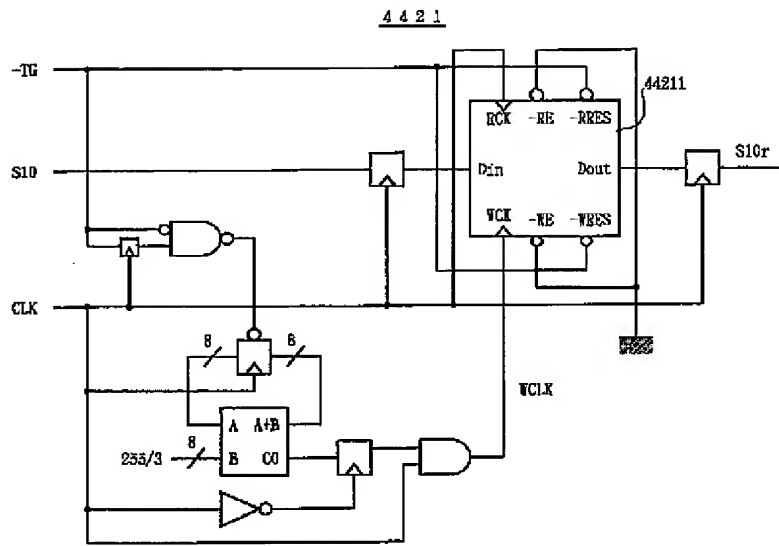 4421
-TG
44211
RCK -RE -RRES
S10
Din Dout
S10r
WCK -WE -WRES
CLK
8 8
WCLK
A A+B
8
255/3 B CO